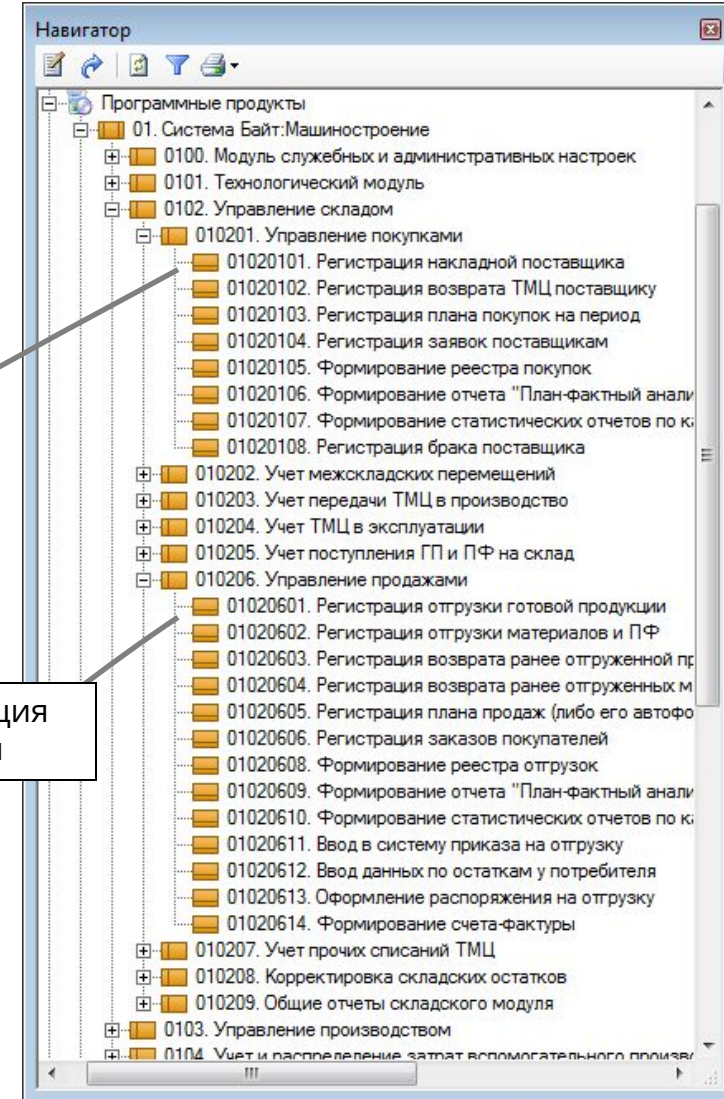 Навигатор
Программные продукты
01. Система Байт:Машиностроение
0100. Модуль служебных и административных настроек
0101. Технологический модуль
0102. Управление складом
010201. Управление покупками
01020101. Регистрация накладной поставщика
01020102. Регистрация возврата ТМЦ поставщику
01020103. Регистрация плана покупок на период
01020104. Регистрация заявок поставщикам
01020105. Формирование реестра покупок
01020106. Формирование отчета "План-фактный анали
01020107. Формирование статистических отчетов по к
01020108. Регистрация брака поставщика
010202. Учет межскладских перемещений
010203. Учет передачи ТМЦ в производство
010204. Учет ТМЦ в эксплуатации
010205. Учет поступления ГП и ПФ на склад
010206. Управление продажами
01020601. Регистрация отгрузки готовой продукции
01020602. Регистрация отгрузки материалов и ПФ
01020603. Регистрация возврата ранее отгруженной пр
01020604. Регистрация возврата ранее отгруженных м
01020605. Регистрация плана продаж (либо его автофо
01020606. Регистрация заказов покупателей
01020608. Формирование реестра отгрузок
01020609. Формирование отчета "План-фактный анали
01020610. Формирование статистических отчетов по к
01020611. Ввод в систему приказа на отгрузку
01020612. Ввод данных по остаткам у потребителя
01020613. Оформление распоряжения на отгрузку
01020614. Формирование счета-фактуры
010207. Учет прочих списаний ТМЦ
010208. Корректировка складских остатков
010209. Общие отчеты складского модуля
0103. Управление производством
0104. Учет и распределение затрат вспомогательного произв
ция